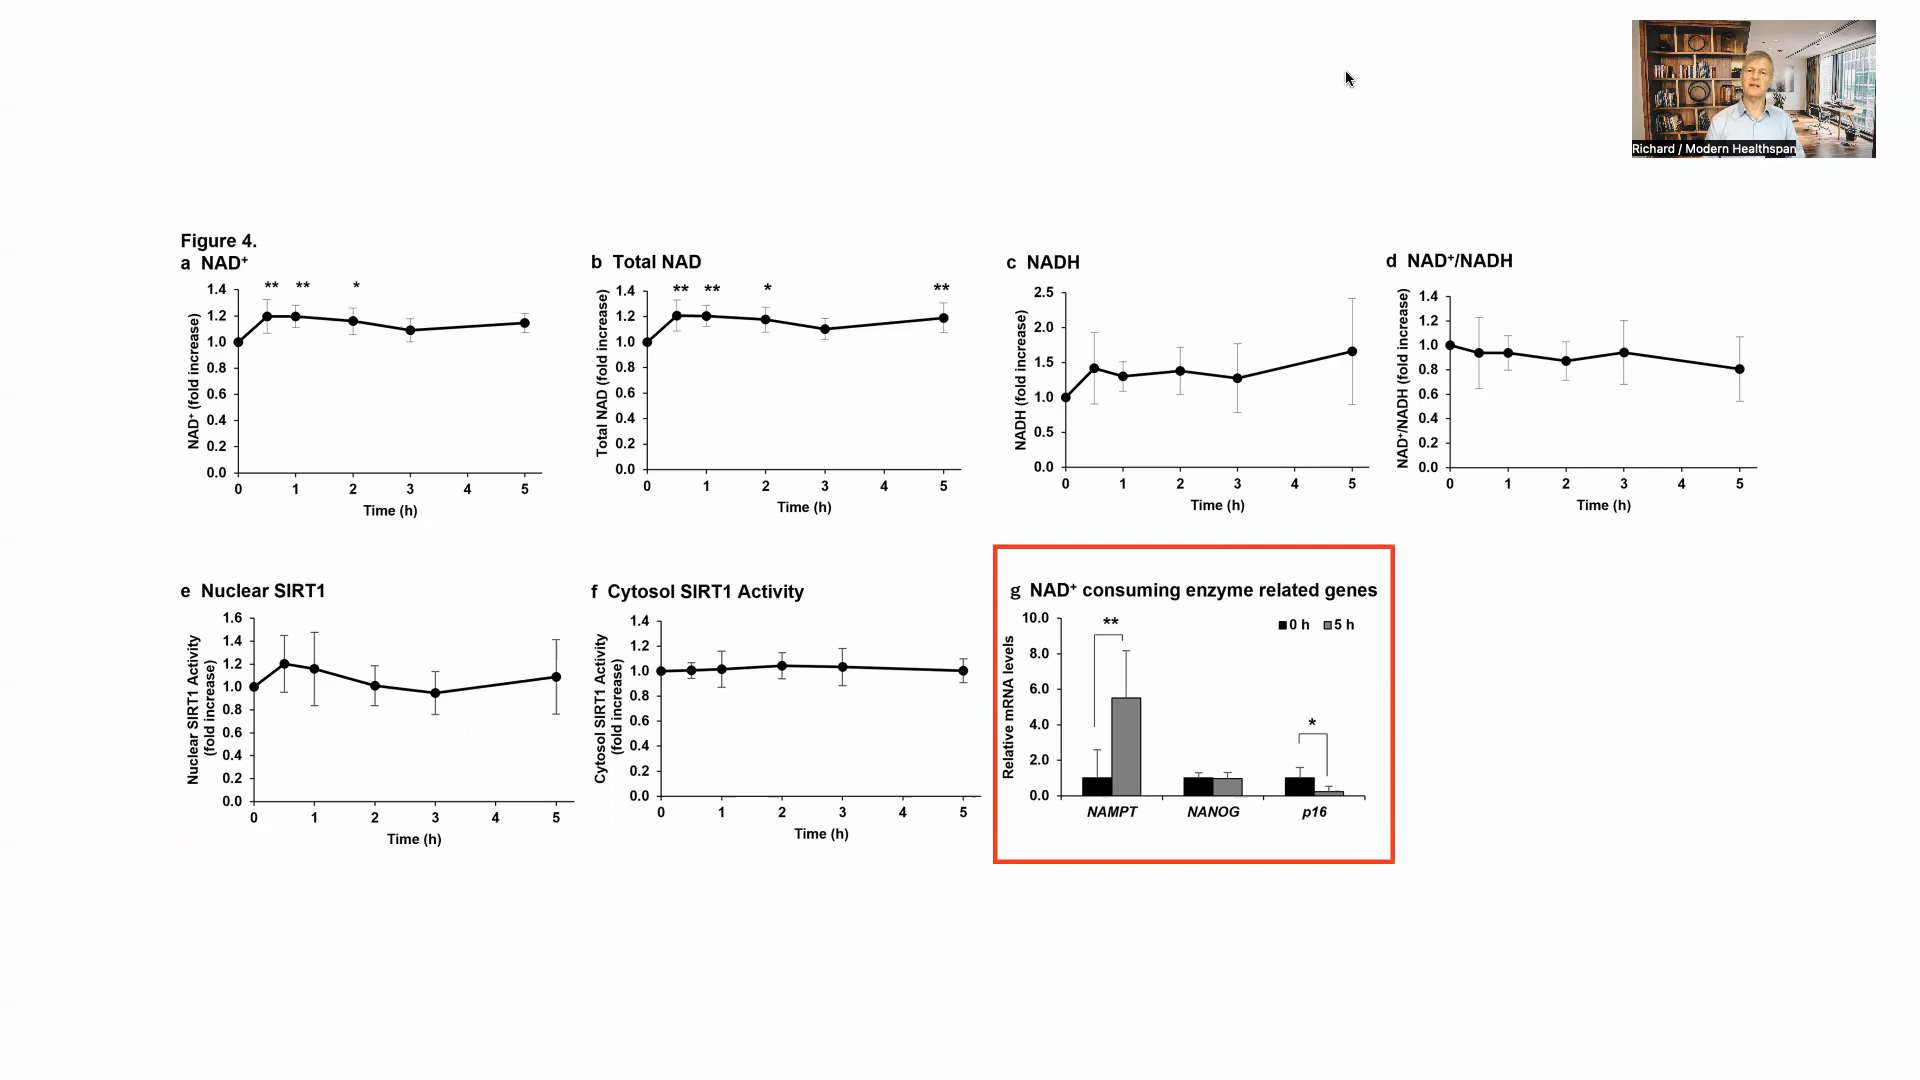 Richard / Modern Healthspan
Figure 4.
a NAD⁺
** ** *
NAD⁺ (fold increase)
1.4
1.2
1.0
0.8
0.6
0.4
0.2
0.0
0 1 2 3 4 5
Time (h)
b Total NAD
** ** * **
Total NAD (fold increase)
1.4
1.2
1.0
0.8
0.6
0.4
0.2
0.0
0 1 2 3 4 5
Time (h)
c NADH
NADH (fold increase)
2.5
2.0
1.5
1.0
0.5
0.0
0 1 2 3 4 5
Time (h)
d NAD⁺/NADH
NAD⁺/NADH (fold increase)
1.4
1.2
1.0
0.8
0.6
0.4
0.2
0.0
0 1 2 3 4 5
Time (h)
e Nuclear SIRT1
Nuclear SIRT1 Activity
(fold increase)
1.6
1.4
1.2
1.0
0.8
0.6
0.4
0.2
0.0
0 1 2 3 4 5
Time (h)
f Cytosol SIRT1 Activity
Cytosol SIRT1 Activity
(fold increase)
1.4
1.2
1.0
0.8
0.6
0.4
0.2
0.0
0 1 2 3 4 5
Time (h)
g NAD⁺ consuming enzyme related genes
Relative mRNA levels
10.0
8.0
6.0
4.0
2.0
0.0
0 h 5 h
**
*
NAMPT NANOG p16